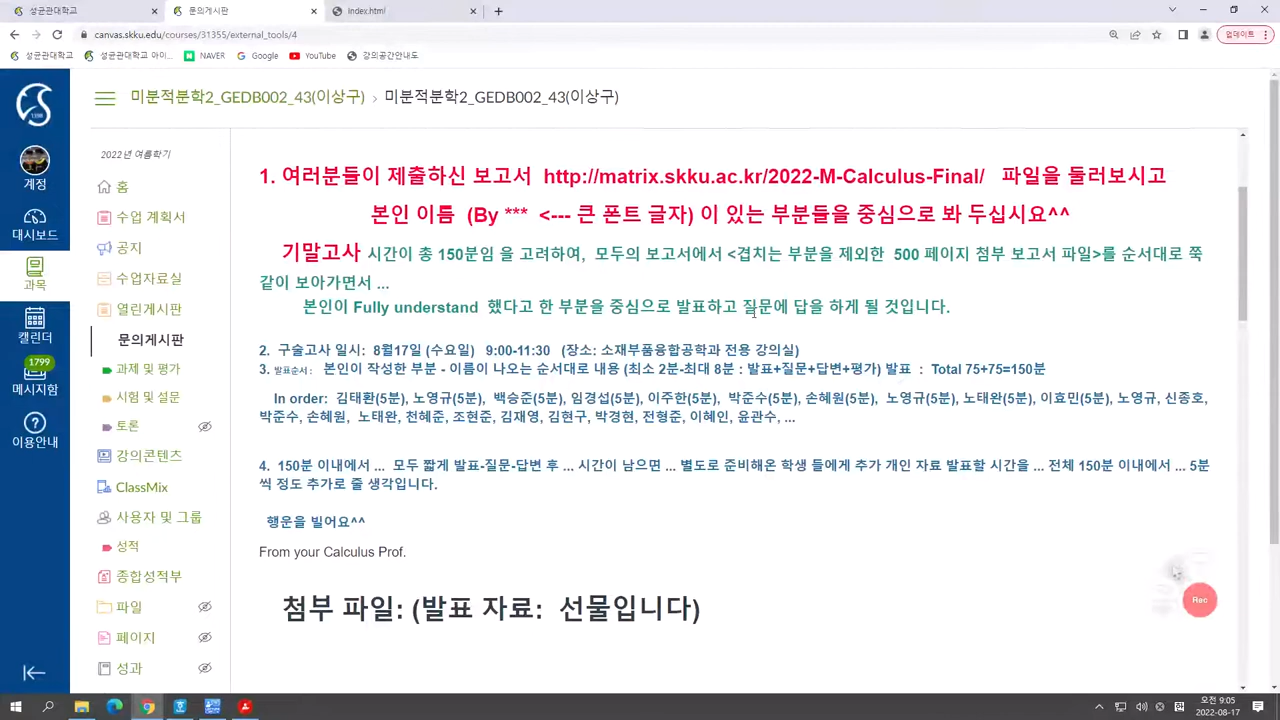 성균관대학교
문의게시판
Index.html
canvas.skku.edu/courses/31355/external_tools/4
업데이트
성균관대학교
성균관대학교 아이...
NAVER
Google
YouTube
강의공간안내도
미분적분학2_GEDB002_43(이상구) › 미분적분학2_GEDB002_43(이상구)
계정
대시보드
과목
캘린더
1799
메시지함
이용안내
2022년 여름학기
홈
수업 계획서
공지
수업자료실
열린게시판
문의게시판
과제 및 평가
시험 및 설문
토론
강의콘텐츠
ClassMix
사용자 및 그룹
성적
종합성적부
파일
페이지
성과
1. 여러분들이 제출하신 보고서 http://matrix.skku.ac.kr/2022-M-Calculus-Final/ 파일을 둘러보시고
본인 이름 (By *** <--- 큰 폰트 글자) 이 있는 부분들을 중심으로 봐 두십시요^^
기말고사 시간이 총 150분임 을 고려하여, 모두의 보고서에서 <겹치는 부분을 제외한 500 페이지 첨부 보고서 파일>를 순서대로 쭉
같이 보아가면서 ...
본인이 Fully understand 했다고 한 부분을 중심으로 발표하고 질문에 답을 하게 될 것입니다.
2. 구술고사 일시: 8월17일 (수요일) 9:00-11:30 (장소: 소재부품융합공학과 전용 강의실)
3. 발표순서 : 본인이 작성한 부분 - 이름이 나오는 순서대로 내용 (최소 2분-최대 8분 : 발표+질문+답변+평가) 발표 : Total 75+75=150분
In order: 김태환(5분), 노영규(5분), 백승준(5분), 임경섭(5분), 이주한(5분), 박준수(5분), 손혜원(5분), 노영규(5분), 노태완(5분), 이효민(5분), 노영규, 신종호,
박준수, 손혜원, 노태완, 천혜준, 조현준, 김재영, 김현구, 박경현, 전형준, 이혜인, 윤관수, ...
4. 150분 이내에서 ... 모두 짧게 발표-질문-답변 후 ... 시간이 남으면 ... 별도로 준비해온 학생 들에게 추가 개인 자료 발표할 시간을 ... 전체 150분 이내에서 ... 5분
씩 정도 추가로 줄 생각입니다.
행운을 빌어요^^
From your Calculus Prof.
첨부 파일: (발표 자료: 선물입니다)
Rec
오전 9:05
2022-08-17